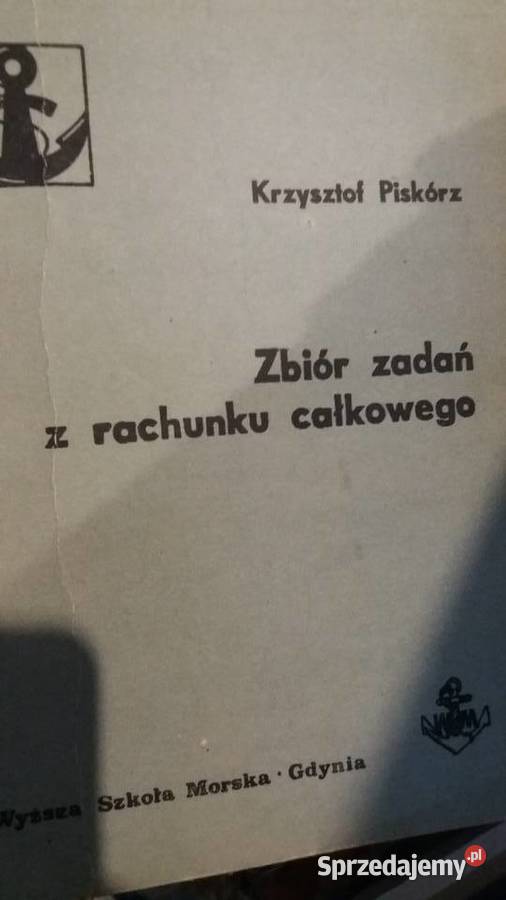 Krzysztof Piskórz
Zbiór zadań
z rachunku całkowego
WSM
Wyższa Szkoła Morska · Gdynia
Sprzedajemy.pl